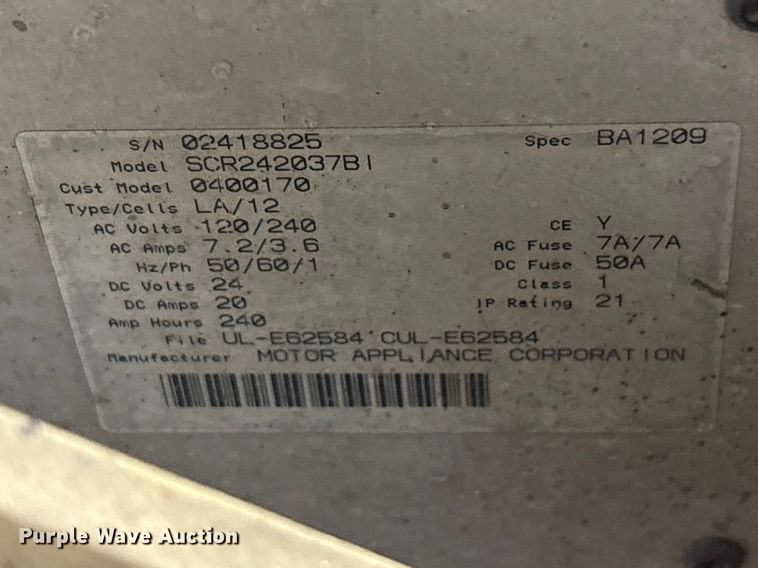 S/N 02418825 Spec BA1209
Model SCR242037BI
Cust Model 0400170
Type/Cells LA/12
AC Volts 120/240 CE Y
AC Amps 7.2/3.6 AC Fuse 7A/7A
Hz/Ph 50/60/1 DC Fuse 50A
DC Volts 24 Class 1
DC Amps 20 IP Rating 21
Amp Hours 240
File UL-E62584 CUL-E62584
Manufacturer MOTOR APPLIANCE CORPORATION
Purple Wave Auction